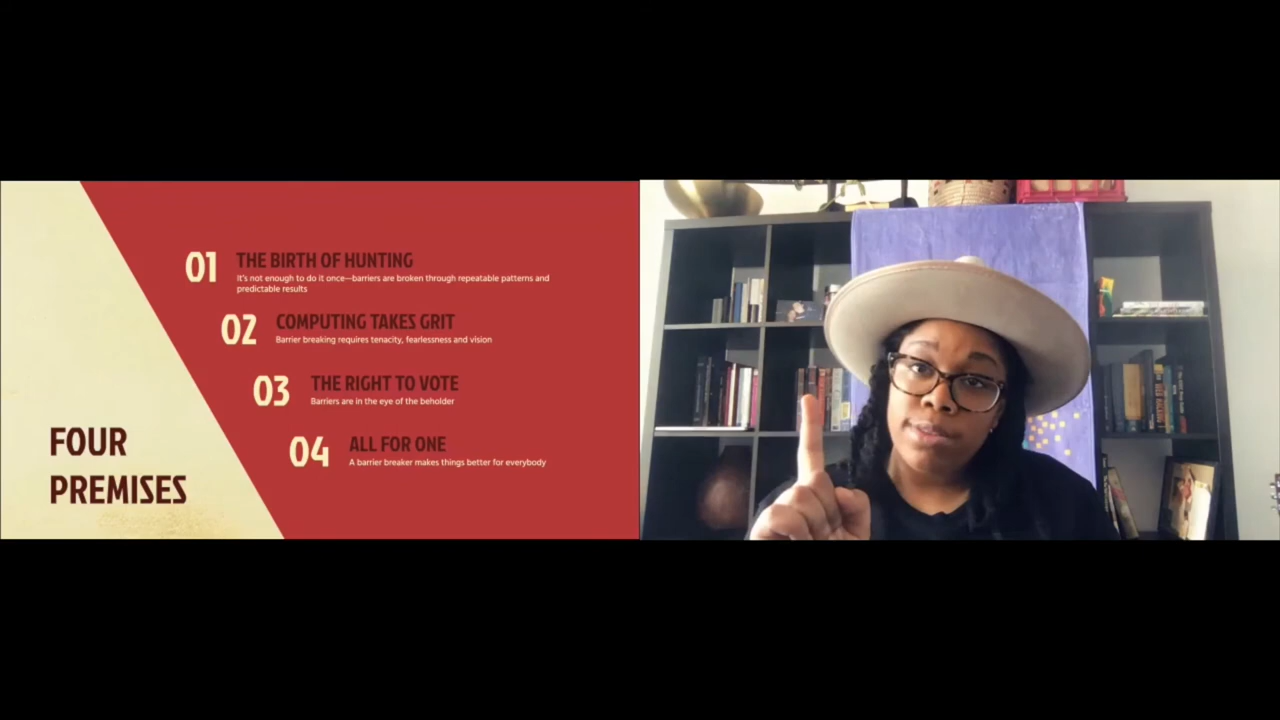 01 THE BIRTH OF HUNTING
It's not enough to do it once—barriers are broken through repeatable patterns and
predictable results
02 COMPUTING TAKES GRIT
Barrier breaking requires tenacity, fearlessness and vision
03 THE RIGHT TO VOTE
Barriers are in the eye of the beholder
04 ALL FOR ONE
A barrier breaker makes things better for everybody
FOUR
PREMISES